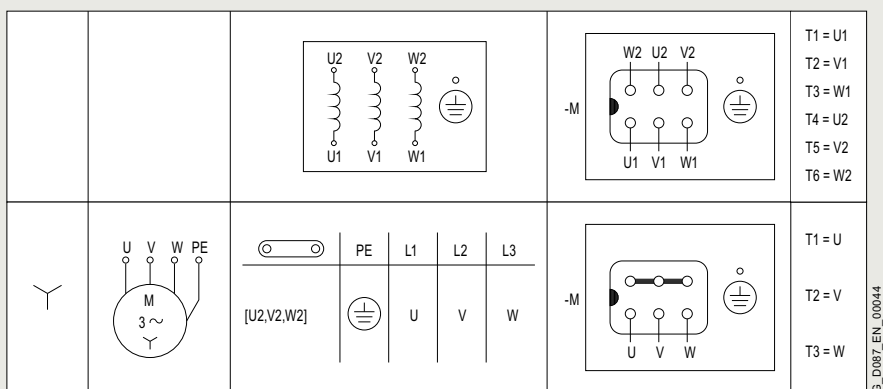 U2 V2 W2
U1 V1 W1
-M
W2 U2 V2
U1 V1 W1
T1 = U1
T2 = V1
T3 = W1
T4 = U2
T5 = V2
T6 = W2
U V W PE
M
3 ~
PE L1 L2 L3
[U2,V2,W2] U V W
-M
U V W
T1 = U
T2 = V
T3 = W
_D087_EN_00044